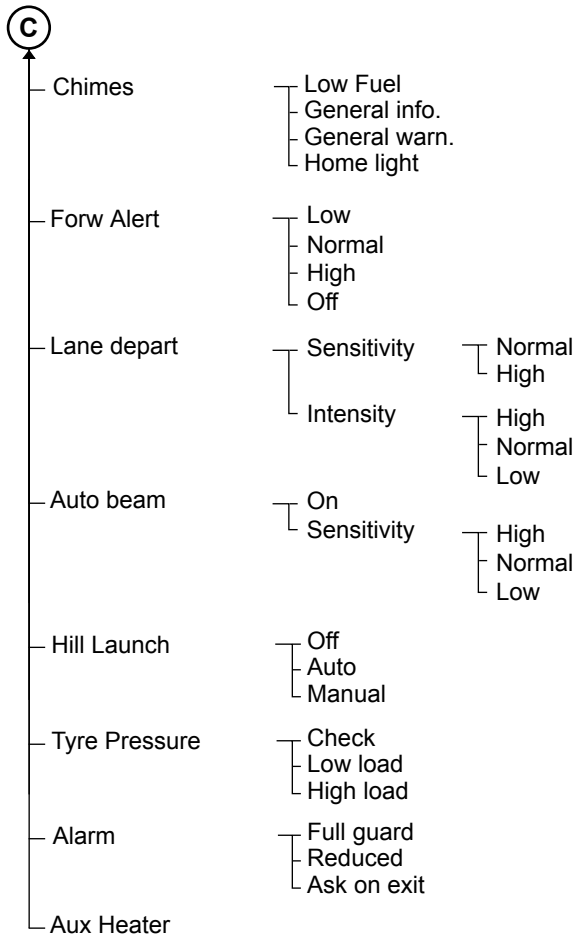 C
Chimes
Low Fuel
General info.
General warn.
Home light
Forw Alert
Low
Normal
High
Off
Lane depart
Sensitivity
Normal
High
Intensity
High
Normal
Low
Auto beam
On
Sensitivity
High
Normal
Low
Hill Launch
Off
Auto
Manual
Tyre Pressure
Check
Low load
High load
Alarm
Full guard
Reduced
Ask on exit
Aux Heater